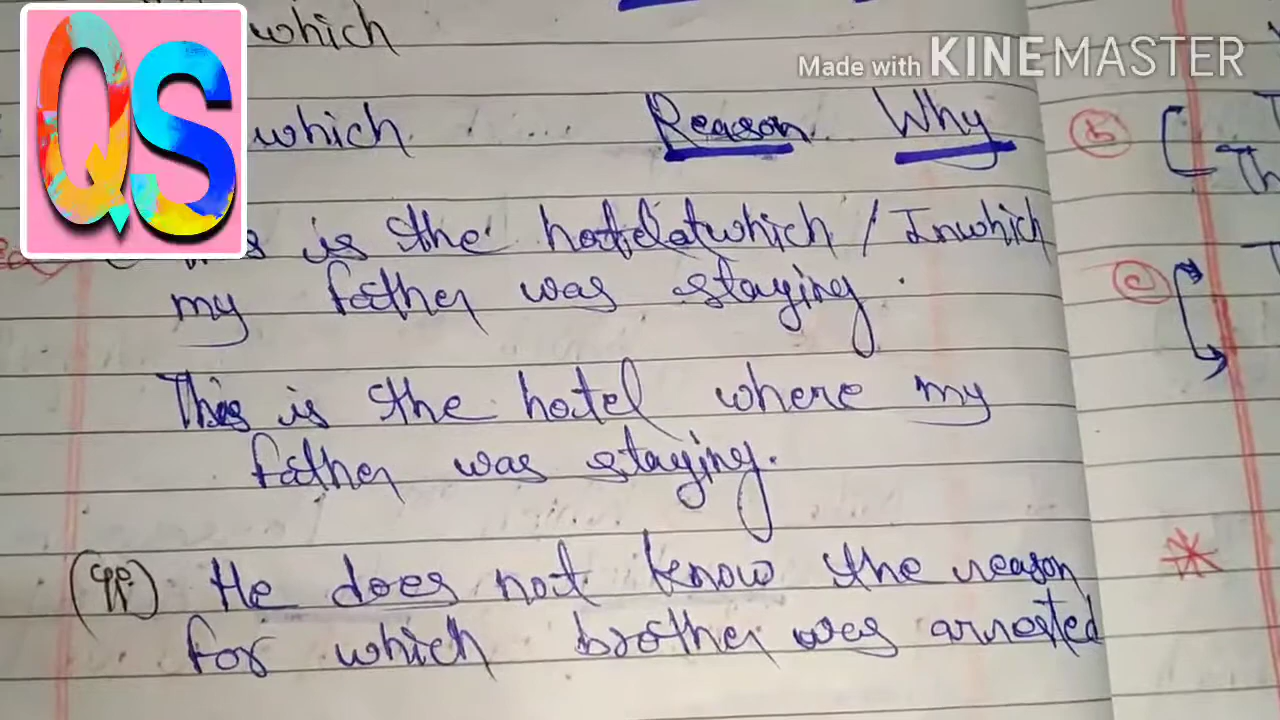 which
QS
Made with KINEMASTER
which .... Reason Why
is the hotel at which / In which
my father was staying.
This is the hotel where my
father was staying.
He does not know the reason
for which brother was arrested
b
Th
c